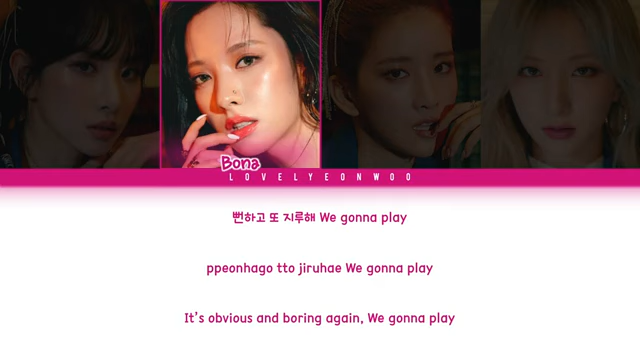 Bona
LOVELYEONWOO
뻔하고 또 지루해 We gonna play
ppeonhago tto jiruhae We gonna play
It's obvious and boring again, We gonna play